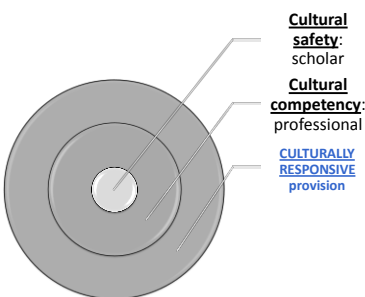 Cultural
safety:
scholar
Cultural
competency:
professional
CULTURALLY
RESPONSIVE
provision